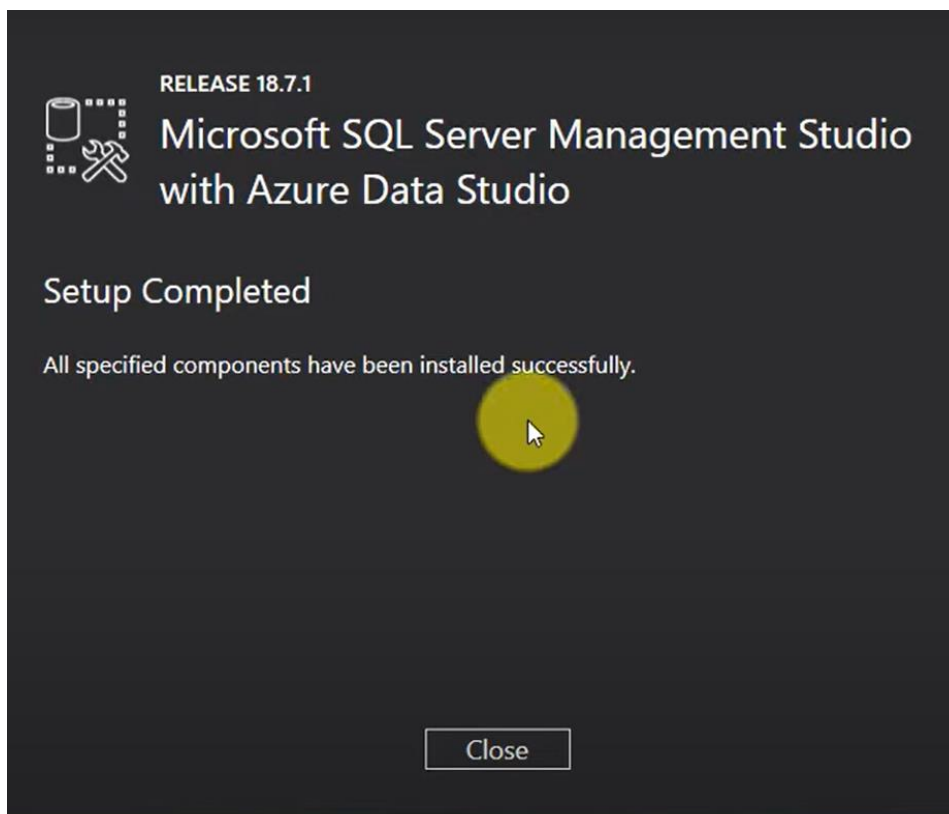 RELEASE 18.7.1
Microsoft SQL Server Management Studio
with Azure Data Studio
Setup Completed
All specified components have been installed successfully.
Close